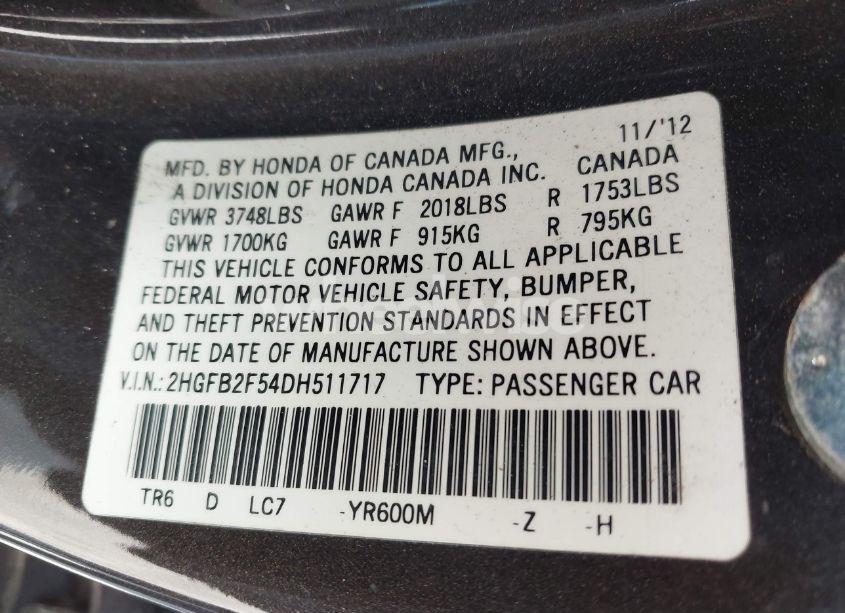 11/'12
MFD. BY HONDA OF CANADA MFG., CANADA
A DIVISION OF HONDA CANADA INC.
GVWR 3748LBS GAWR F 2018LBS R 1753LBS
GVWR 1700KG GAWR F 915KG R 795KG
THIS VEHICLE CONFORMS TO ALL APPLICABLE
FEDERAL MOTOR VEHICLE SAFETY, BUMPER,
AND THEFT PREVENTION STANDARDS IN EFFECT
ON THE DATE OF MANUFACTURE SHOWN ABOVE.
V.I.N.: 2HGFB2F54DH511717 TYPE: PASSENGER CAR
TR6 D LC7 -YR600M -Z -H